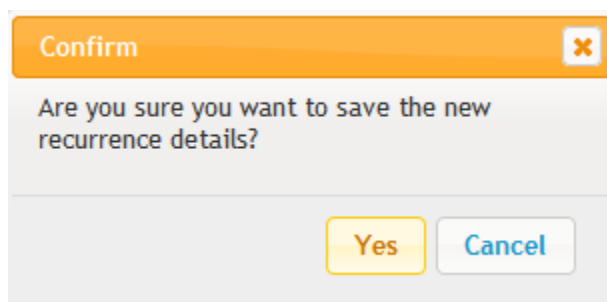 Confirm
Are you sure you want to save the new
recurrence details?
Yes
Cancel